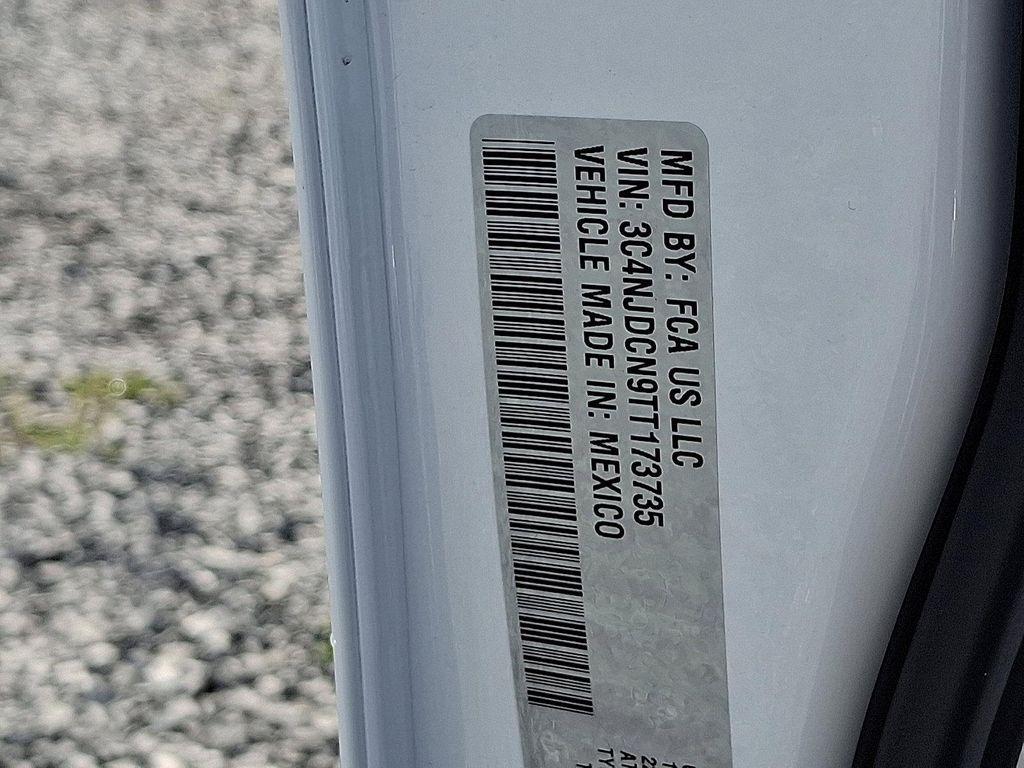 MFD BY: FCA US LLC
VIN: 3C4NJDCN9TT173735
VEHICLE MADE IN: MEXICO